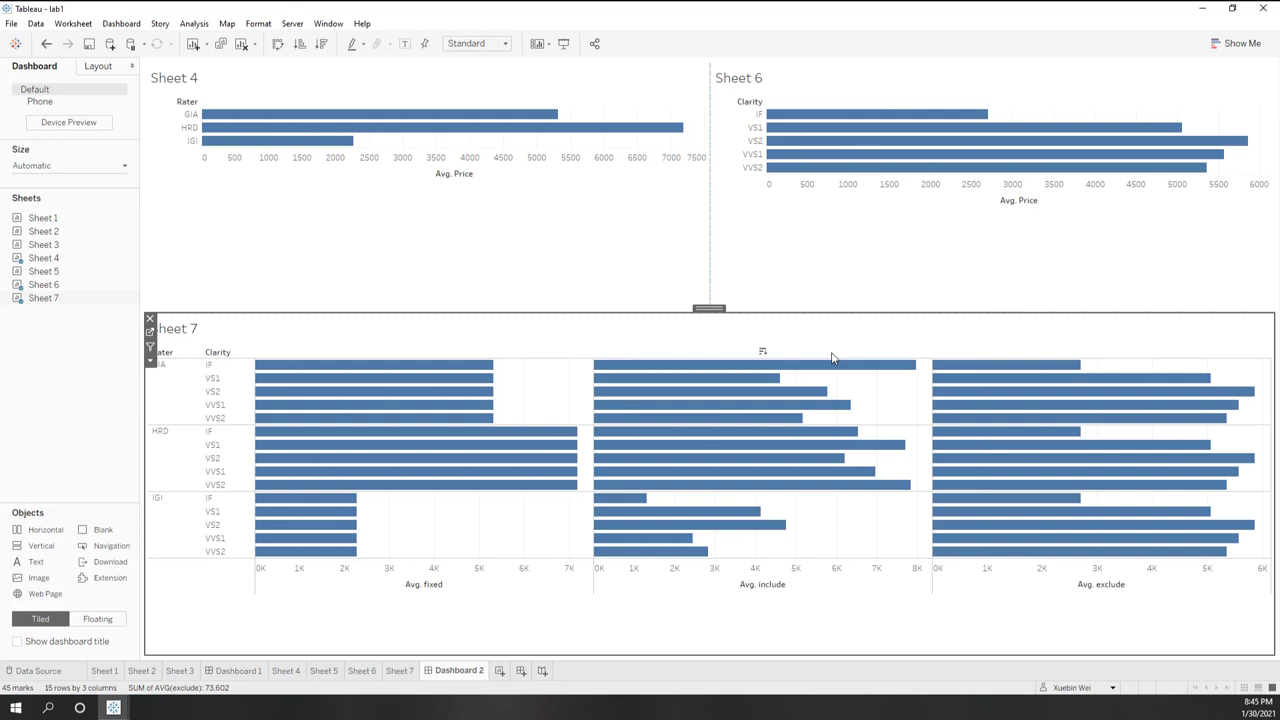 Tableau - lab1
File Data Worksheet Dashboard Story Analysis Map Format Server Window Help
Standard
Show Me
Dashboard Layout
Default
Phone
Device Preview
Size
Automatic
Sheets
Sheet 1
Sheet 2
Sheet 3
Sheet 4
Sheet 5
Sheet 6
Sheet 7
Objects
Horizontal Blank
Vertical Navigation
Text Download
Image Extension
Web Page
Tiled Floating
Show dashboard title
Sheet 4
Rater
GIA
HRD
IGI
0 500 1000 1500 2000 2500 3000 3500 4000 4500 5000 5500 6000 6500 7000 7500
Avg. Price
Sheet 6
Clarity
IF
VS1
VS2
VVS1
VVS2
0 500 1000 1500 2000 2500 3000 3500 4000 4500 5000 5500 6000
Avg. Price
heet 7
ater Clarity
IA IF
VS1
VS2
VVS1
VVS2
HRD IF
VS1
VS2
VVS1
VVS2
IGI IF
VS1
VS2
VVS1
VVS2
0K 1K 2K 3K 4K 5K 6K 7K 0K 1K 2K 3K 4K 5K 6K 7K 8K 0K 1K 2K 3K 4K 5K 6K
Avg. fixed Avg. include Avg. exclude
Data Source Sheet 1 Sheet 2 Sheet 3 Dashboard 1 Sheet 4 Sheet 5 Sheet 6 Sheet 7 Dashboard 2
45 marks 15 rows by 3 columns SUM of AVG(exclude): 73,602 Xuebin Wei
8:45 PM
1/30/2021